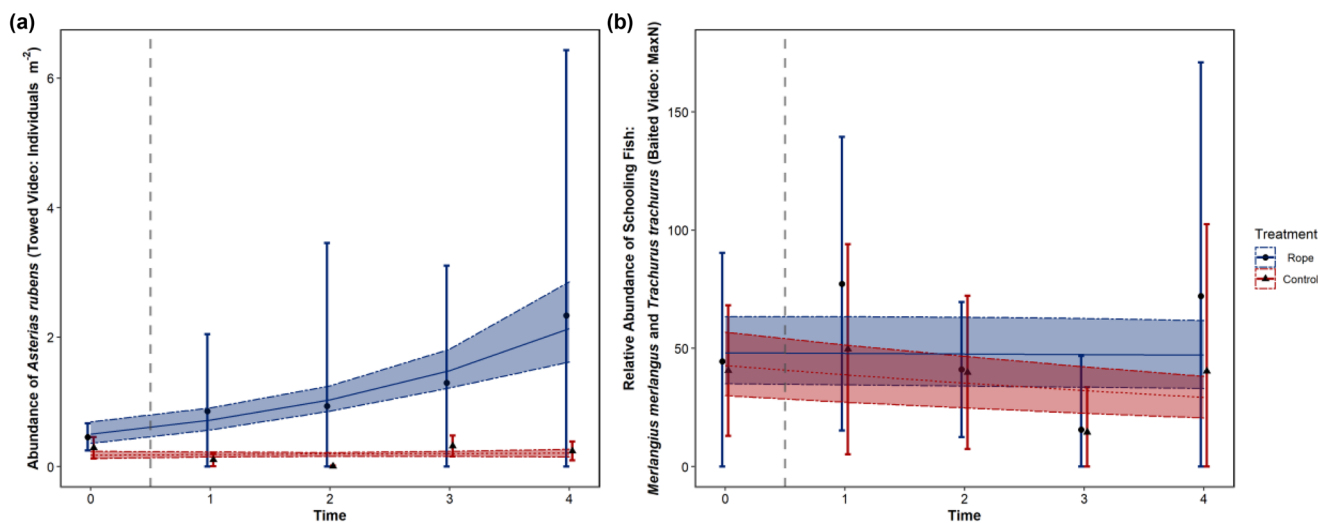 (a)
Abundance of Asterias rubens (Towed Video: Individuals m⁻²)
6
4
2
0
0 1 2 3 4
Time
(b)
Relative Abundance of Schooling Fish:
Merlangius merlangus and Trachurus trachurus (Baited Video: MaxN)
150
100
50
0
0 1 2 3 4
Time
Treatment
Rope
Control